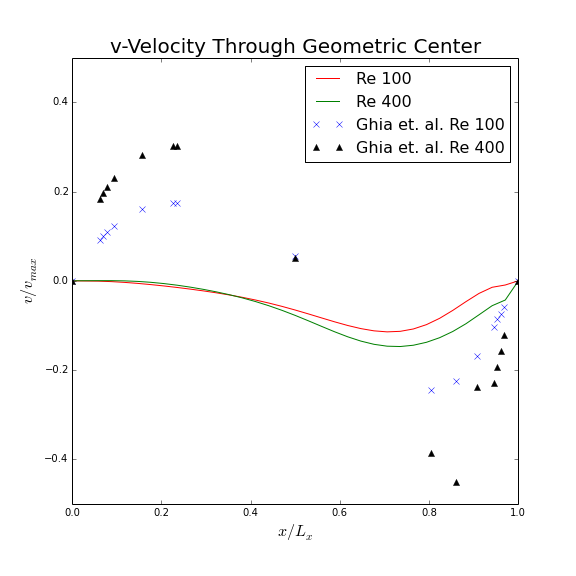 v-Velocity Through Geometric Center
Re 100
Re 400
Ghia et. al. Re 100
Ghia et. al. Re 400
0.4
0.2
0.0
−0.2
−0.4
v/v_max
0.0 0.2 0.4 0.6 0.8 1.0
x/L_x